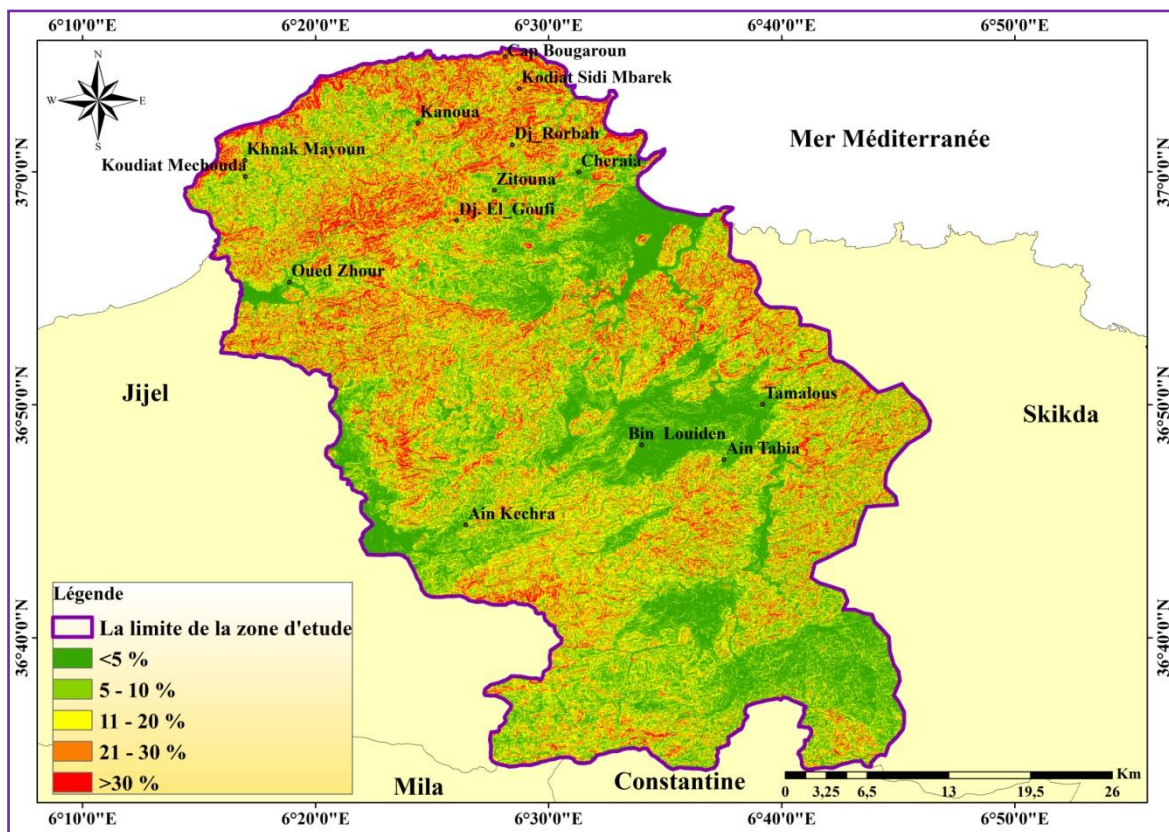 6°10'0"E 6°20'0"E 6°30'0"E 6°40'0"E 6°50'0"E
N
W E
S
Cap Bougaroun
Kodiat Sidi Mbarek
Kanoua
Dj_Rorbah
Mer Méditerranée
Khnak Mayoun
Koudiat Mechouda
Cheraia
Zitouna
Dj. El_Goufi
Oued Zhour
37°0'0"N 37°0'0"N
Jijel
Tamalous
Skikda
Bin Louiden
Ain Tabia
36°50'0"N 36°50'0"N
Ain Kechra
36°40'0"N 36°40'0"N
Légende
La limite de la zone d'etude
<5 %
5 - 10 %
11 - 20 %
21 - 30 %
>30 %
Mila
Constantine
Km
0 3,25 6,5 13 19,5 26
6°10'0"E 6°20'0"E 6°30'0"E 6°40'0"E 6°50'0"E